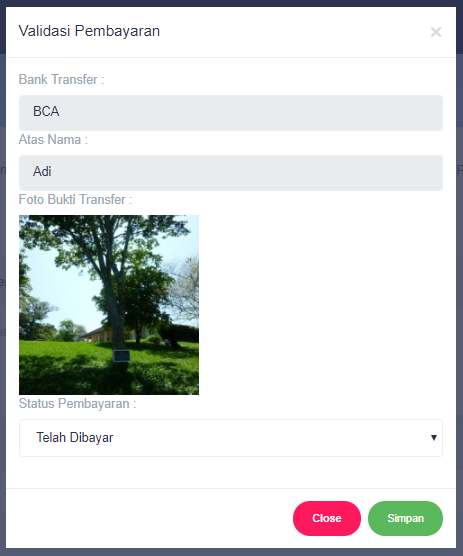 Validasi Pembayaran
×
Bank Transfer :
BCA
Atas Nama :
Adi
Foto Bukti Transfer :
Status Pembayaran :
Telah Dibayar
Close
Simpan